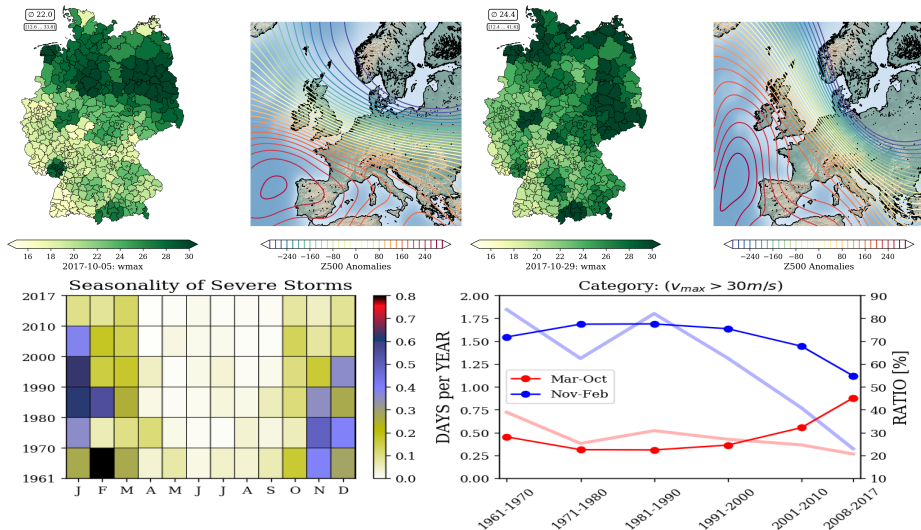 ∅ 22.0
[12.6 ... 33.8]
16 18 20 22 24 26 28 30
2017-10-05: wmax
−240 −160 −80 0 80 160 240
Z500 Anomalies
∅ 24.4
16 18 20 22 24 26 28 30
2017-10-29: wmax
−240 −160 −80 0 80 160 240
Z500 Anomalies
Seasonality of Severe Storms
2017
2010
2000
1990
1980
1970
1961
J F M A M J J A S O N D
0.8
0.7
0.6
0.5
0.4
0.3
0.2
0.1
0.0
Category: (vmax > 30m/s)
DAYS per YEAR
2.00
1.75
1.50
1.25
1.00
0.75
0.50
0.25
0.00
Mar-Oct
Nov-Feb
90
80
70
60
50
40
30
20
10
RATIO [%]
1961-1970
1971-1980
1981-1990
1991-2000
2001-2010
2008-2017